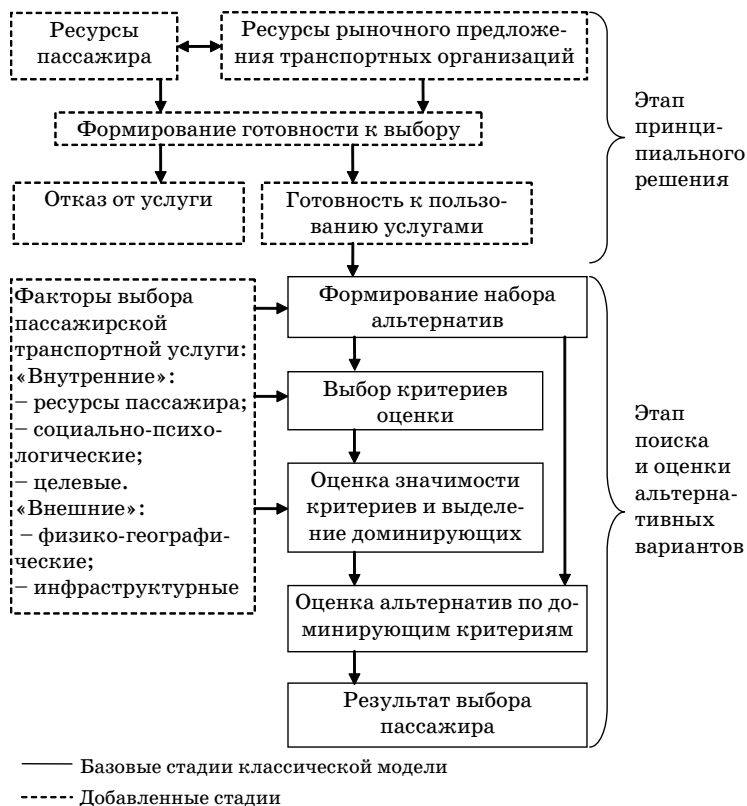 Ресурсы
пассажира
Ресурсы рыночного предложе-
ния транспортных организаций
Формирование готовности к выбору
Отказ от услуги
Готовность к пользо-
ванию услугами
Этап
принци-
пиального
решения
Факторы выбора
пассажирской
транспортной услуги:
«Внутренние»:
– ресурсы пассажира;
– социально-психо-
логические;
– целевые.
«Внешние»:
– физико-географи-
ческие;
– инфраструктурные
Формирование набора
альтернатив
Выбор критериев
оценки
Оценка значимости
критериев и выделе-
ние доминирующих
Оценка альтернатив по до-
минирующим критериям
Результат выбора
пассажира
Этап
поиска
и оценки
альтерна-
тивных
вариантов
Базовые стадии классической модели
Добавленные стадии